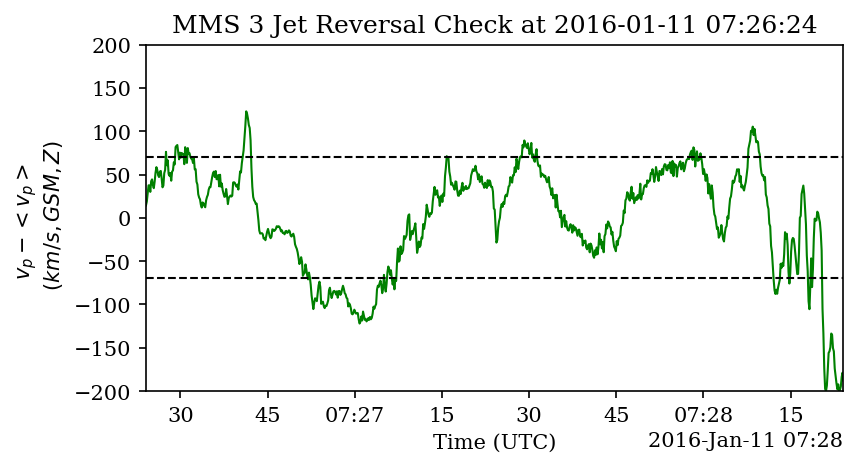 MMS 3 Jet Reversal Check at 2016-01-11 07:26:24
v_p − < v_p >
(km/s, GSM, Z)
200
150
100
50
0
−50
−100
−150
−200
30 45 07:27 15 30 45 07:28 15
Time (UTC)
2016-Jan-11 07:28